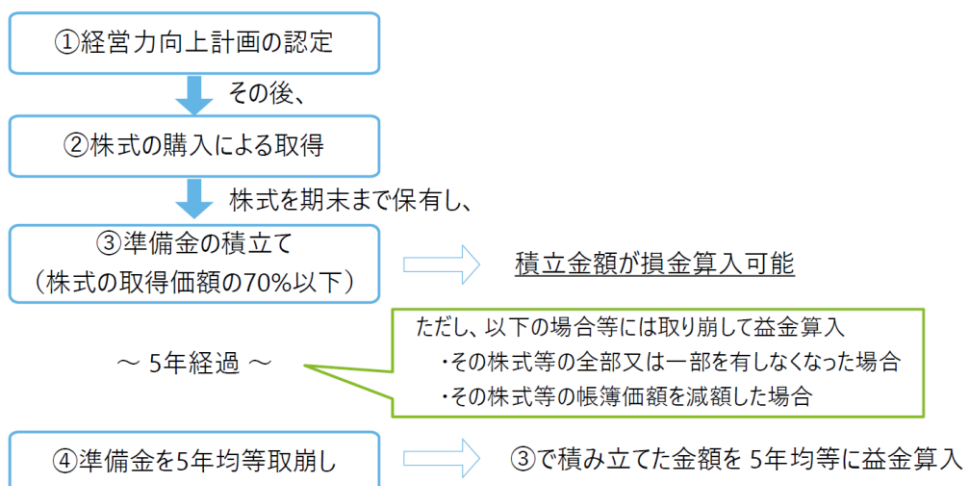 ①経営力向上計画の認定
その後、
②株式の購入による取得
株式を期末まで保有し、
③準備金の積立て
（株式の取得価額の70%以下）
積立金額が損金算入可能
ただし、以下の場合等には取り崩して益金算入
・その株式等の全部又は一部を有しなくなった場合
・その株式等の帳簿価額を減額した場合
～ 5年経過 ～
④準備金を5年均等取崩し
③で積み立てた金額を 5年均等に益金算入